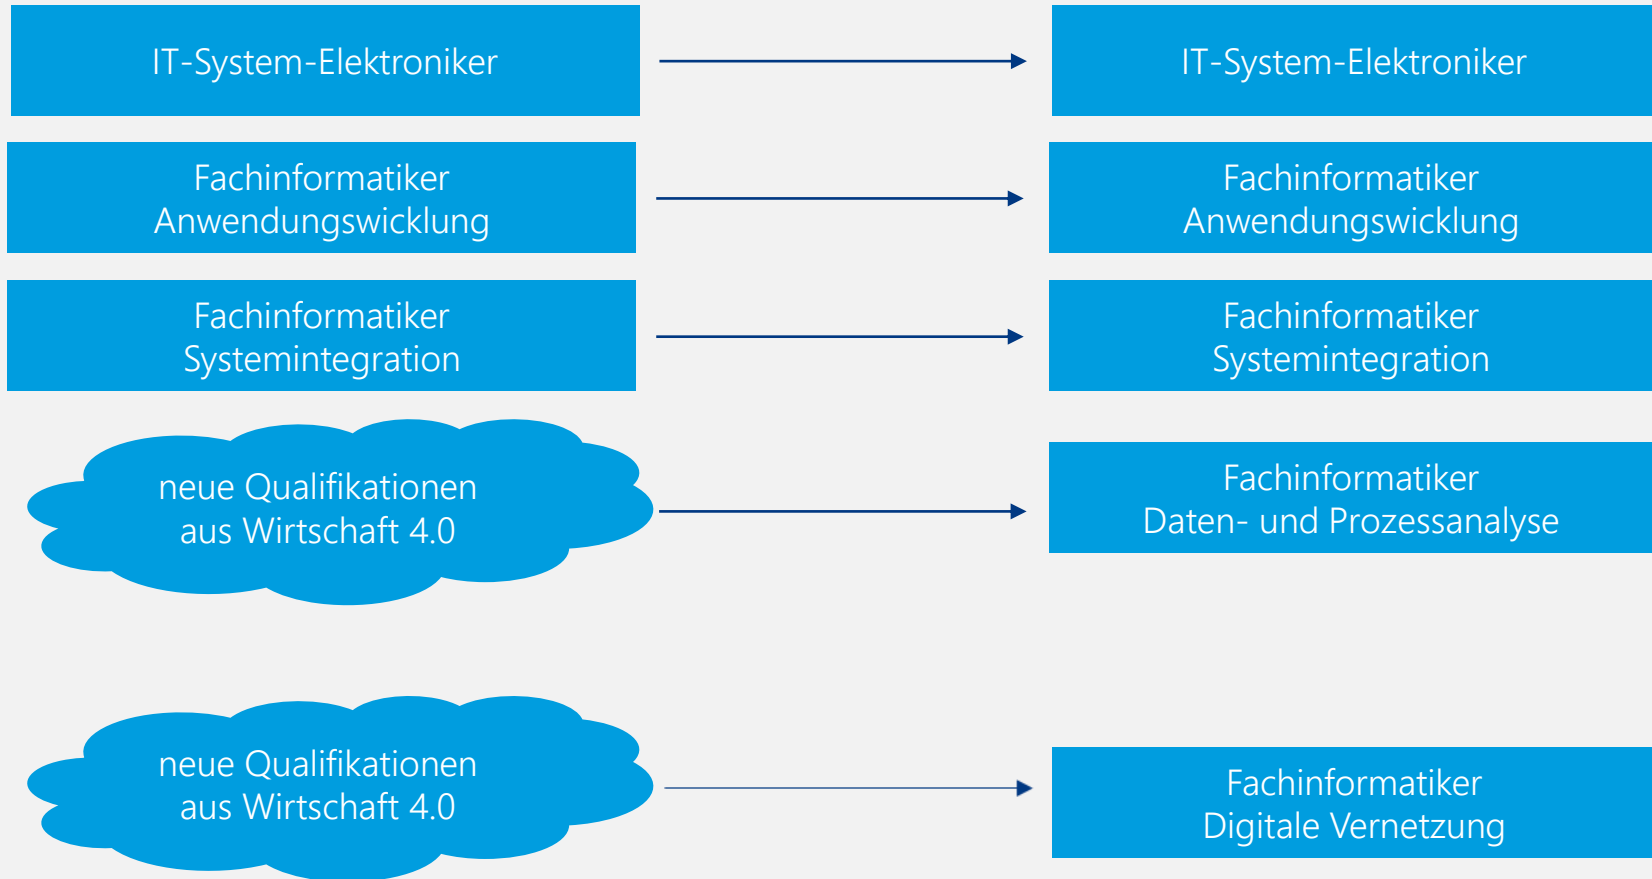 IT-System-Elektroniker
IT-System-Elektroniker
Fachinformatiker
Anwendungswicklung
Fachinformatiker
Anwendungswicklung
Fachinformatiker
Systemintegration
Fachinformatiker
Systemintegration
neue Qualifikationen
aus Wirtschaft 4.0
Fachinformatiker
Daten- und Prozessanalyse
neue Qualifikationen
aus Wirtschaft 4.0
Fachinformatiker
Digitale Vernetzung